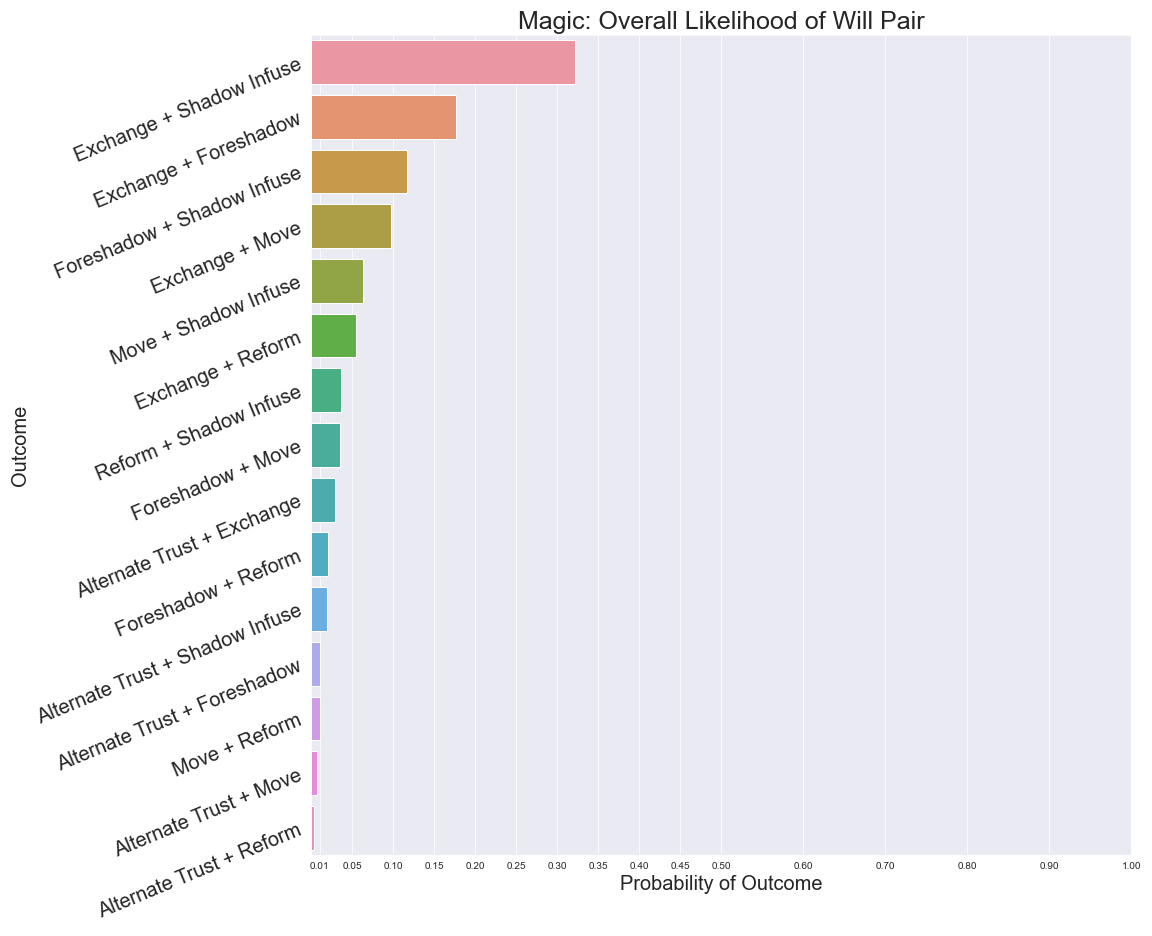 Magic: Overall Likelihood of Will Pair
Outcome
Exchange + Shadow Infuse
Exchange + Foreshadow
Foreshadow + Shadow Infuse
Exchange + Move
Move + Shadow Infuse
Exchange + Reform
Reform + Shadow Infuse
Foreshadow + Move
Alternate Trust + Exchange
Foreshadow + Reform
Alternate Trust + Shadow Infuse
Alternate Trust + Foreshadow
Move + Reform
Alternate Trust + Move
Alternate Trust + Reform
0.01 0.05 0.10 0.15 0.20 0.25 0.30 0.35 0.40 0.45 0.50 0.60 0.70 0.80 0.90 1.00
Probability of Outcome